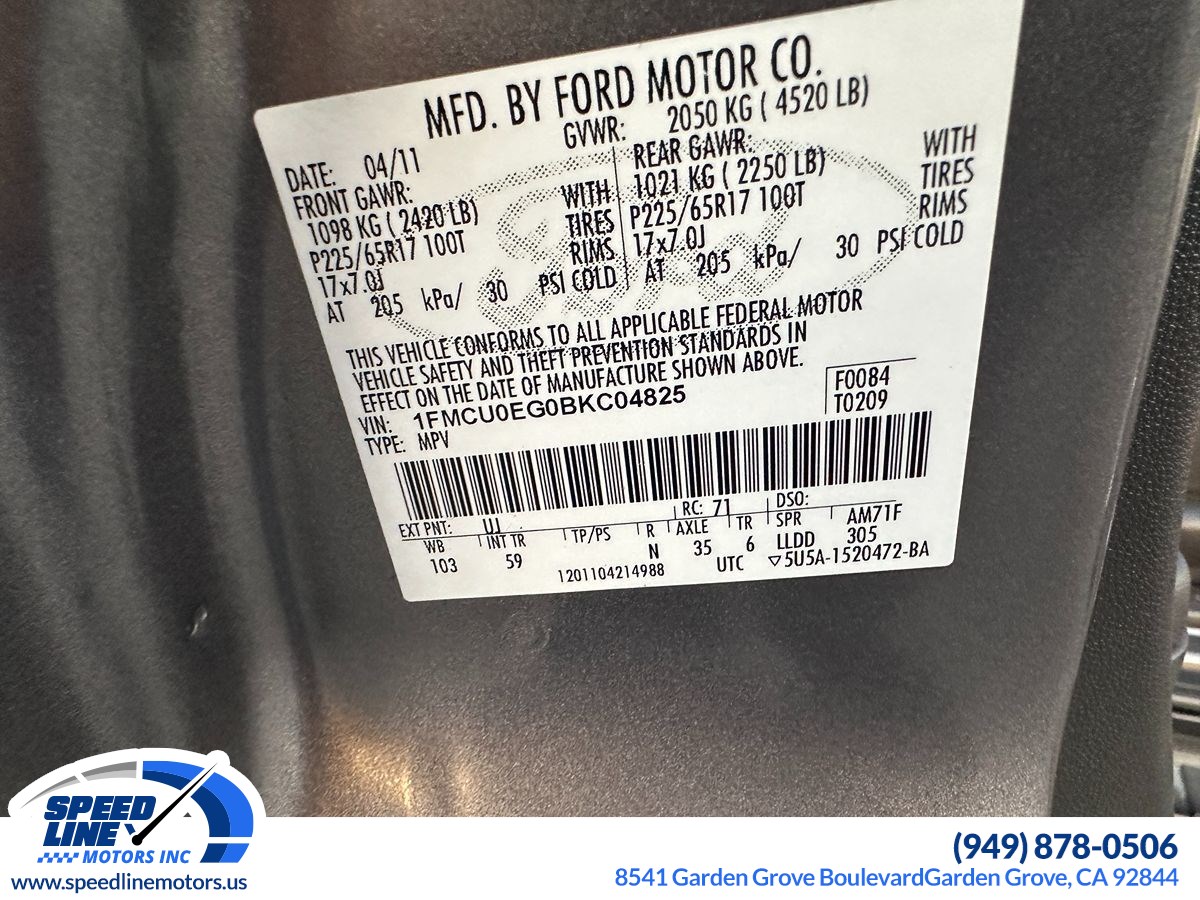 MFD. BY FORD MOTOR CO.
DATE: 04/11 GVWR: 2050 KG ( 4520 LB)
FRONT GAWR: REAR GAWR:
1098 KG ( 2420 LB) WITH 1021 KG ( 2250 LB) WITH
P225/65R17 100T TIRES P225/65R17 100T TIRES
17x7.0J RIMS 17x7.0J RIMS
AT 205 kPa/ 30 PSI COLD AT 205 kPa/ 30 PSI COLD
THIS VEHICLE CONFORMS TO ALL APPLICABLE FEDERAL MOTOR
VEHICLE SAFETY AND THEFT PREVENTION STANDARDS IN
EFFECT ON THE DATE OF MANUFACTURE SHOWN ABOVE.
VIN: 1FMCU0EG0BKC04825 F0084
TYPE: MPV T0209
EXT PNT: UJ RC: 71 DSO:
WB INT TR TP/PS R AXLE TR SPR AM71F
103 59 N 35 6 LLDD 305
1201104214988 UTC ▽5U5A-1520472-BA
SPEED
LINE
MOTORS INC
www.speedlinemotors.us
(949) 878-0506
8541 Garden Grove BoulevardGarden Grove, CA 92844